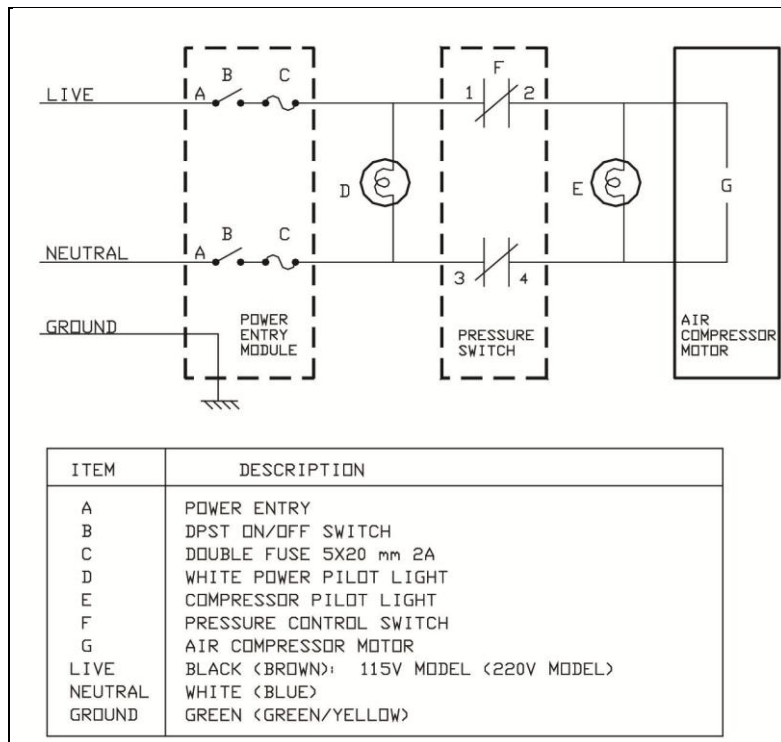 B C F
LIVE A 1 2
D E G
NEUTRAL A B C
3 4
GROUND
POWER
ENTRY
MODULE
PRESSURE
SWITCH
AIR
COMPRESSOR
MOTOR
ITEM DESCRIPTION
A POWER ENTRY
B DPST ON/OFF SWITCH
C DOUBLE FUSE 5X20 mm 2A
D WHITE POWER PILOT LIGHT
E COMPRESSOR PILOT LIGHT
F PRESSURE CONTROL SWITCH
G AIR COMPRESSOR MOTOR
LIVE BLACK (BROWN): 115V MODEL (220V MODEL)
NEUTRAL WHITE (BLUE)
GROUND GREEN (GREEN/YELLOW)